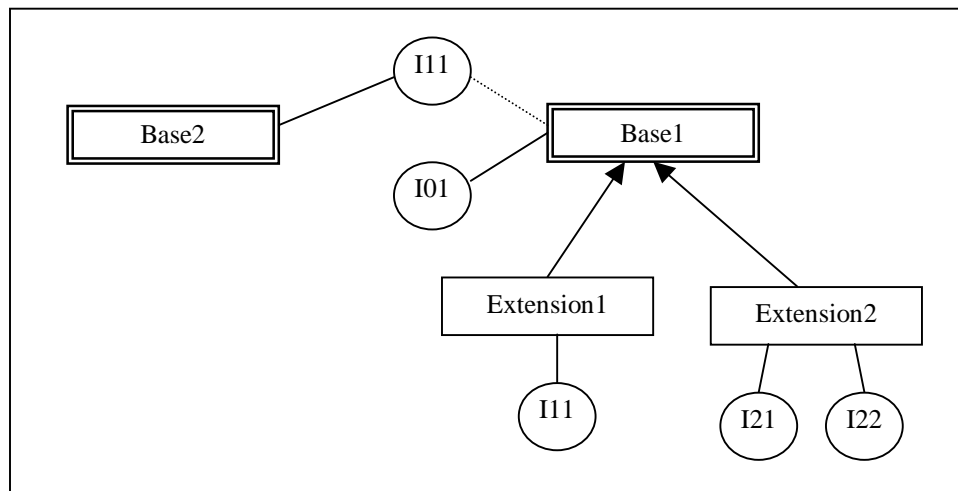 I11
Base2
Base1
I01
Extension1
Extension2
I11
I21
I22